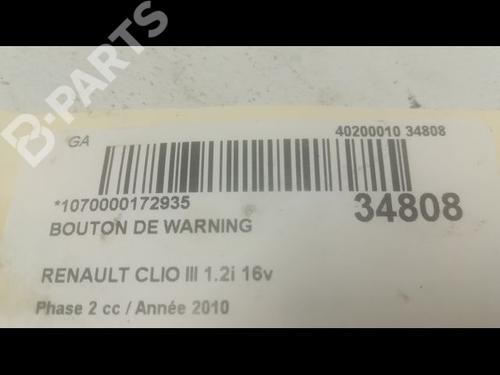 B-PARTS
GA
40200010 34808
*1070000172935
34808
BOUTON DE WARNING
RENAULT CLIO III 1.2i 16v
Phase 2 cc / Année 2010